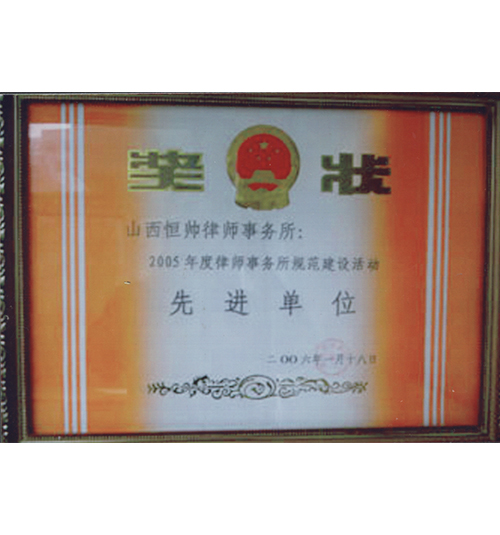 奖 状
山西恒帅律师事务所：
2005年度律师事务所规范建设活动
先进单位
二OO六年一月十八日